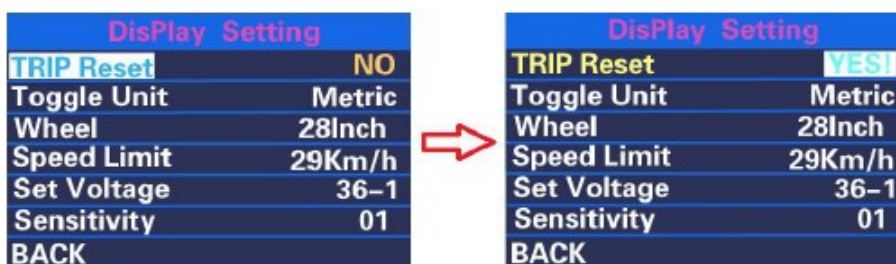 DisPlay Setting
TRIP Reset NO
Toggle Unit Metric
Wheel 28Inch
Speed Limit 29Km/h
Set Voltage 36-1
Sensitivity 01
BACK
DisPlay Setting
TRIP Reset YES!
Toggle Unit Metric
Wheel 28Inch
Speed Limit 29Km/h
Set Voltage 36-1
Sensitivity 01
BACK